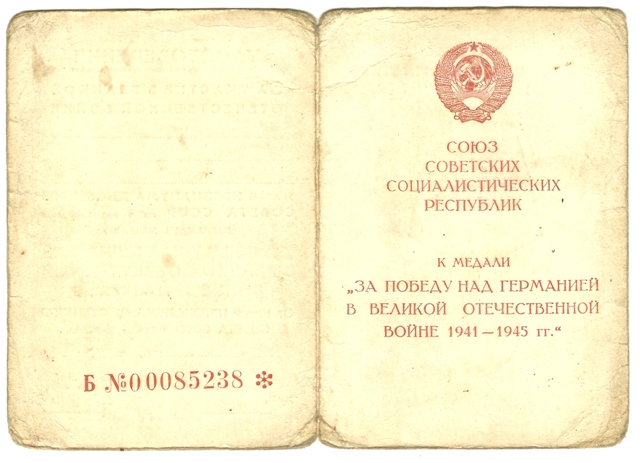 Б №00085238 *
СОЮЗ
СОВЕТСКИХ
СОЦИАЛИСТИЧЕСКИХ
РЕСПУБЛИК
К МЕДАЛИ
„ЗА ПОБЕДУ НАД ГЕРМАНИЕЙ
В ВЕЛИКОЙ ОТЕЧЕСТВЕННОЙ
ВОЙНЕ 1941—1945 гг.“